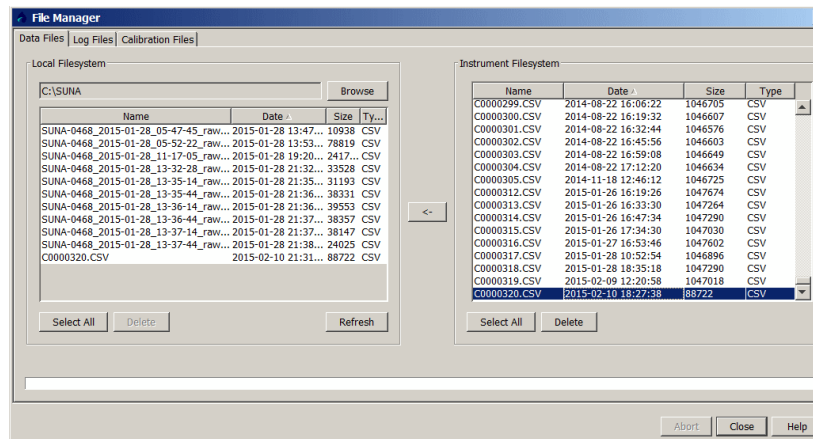 File Manager
Data Files Log Files Calibration Files
Local Filesystem
C:\SUNA Browse
Name Date Size Ty...
SUNA-0468_2015-01-28_05-47-45_raw... 2015-01-28 13:47... 10938 CSV
SUNA-0468_2015-01-28_05-52-22_raw... 2015-01-28 13:53... 78819 CSV
SUNA-0468_2015-01-28_11-17-05_raw... 2015-01-28 19:20... 2417... CSV
SUNA-0468_2015-01-28_13-32-28_raw... 2015-01-28 21:32... 33528 CSV
SUNA-0468_2015-01-28_13-35-14_raw... 2015-01-28 21:35... 31193 CSV
SUNA-0468_2015-01-28_13-35-44_raw... 2015-01-28 21:36... 38331 CSV
SUNA-0468_2015-01-28_13-36-14_raw... 2015-01-28 21:36... 39553 CSV
SUNA-0468_2015-01-28_13-36-44_raw... 2015-01-28 21:37... 38357 CSV
SUNA-0468_2015-01-28_13-37-14_raw... 2015-01-28 21:37... 38147 CSV
SUNA-0468_2015-01-28_13-37-44_raw... 2015-01-28 21:38... 24025 CSV
C0000320.CSV 2015-02-10 21:31... 88722 CSV
Select All Delete Refresh
<-
Instrument Filesystem
Name Date Size Type
C0000299.CSV 2014-08-22 16:06:22 1046705 CSV
C0000300.CSV 2014-08-22 16:19:32 1046607 CSV
C0000301.CSV 2014-08-22 16:32:44 1046576 CSV
C0000302.CSV 2014-08-22 16:45:56 1046603 CSV
C0000303.CSV 2014-08-22 16:59:08 1046649 CSV
C0000304.CSV 2014-08-22 17:12:20 1046634 CSV
C0000305.CSV 2014-11-18 12:46:12 1046725 CSV
C0000312.CSV 2015-01-26 16:19:26 1047674 CSV
C0000313.CSV 2015-01-26 16:33:30 1047264 CSV
C0000314.CSV 2015-01-26 16:47:34 1047290 CSV
C0000315.CSV 2015-01-26 17:34:30 1047030 CSV
C0000316.CSV 2015-01-27 16:53:46 1047602 CSV
C0000317.CSV 2015-01-28 10:52:54 1046896 CSV
C0000318.CSV 2015-01-28 18:35:18 1047290 CSV
C0000319.CSV 2015-02-09 12:20:58 1047018 CSV
C0000320.CSV 2015-02-10 18:27:38 88722 CSV
Select All Delete
Abort Close Help